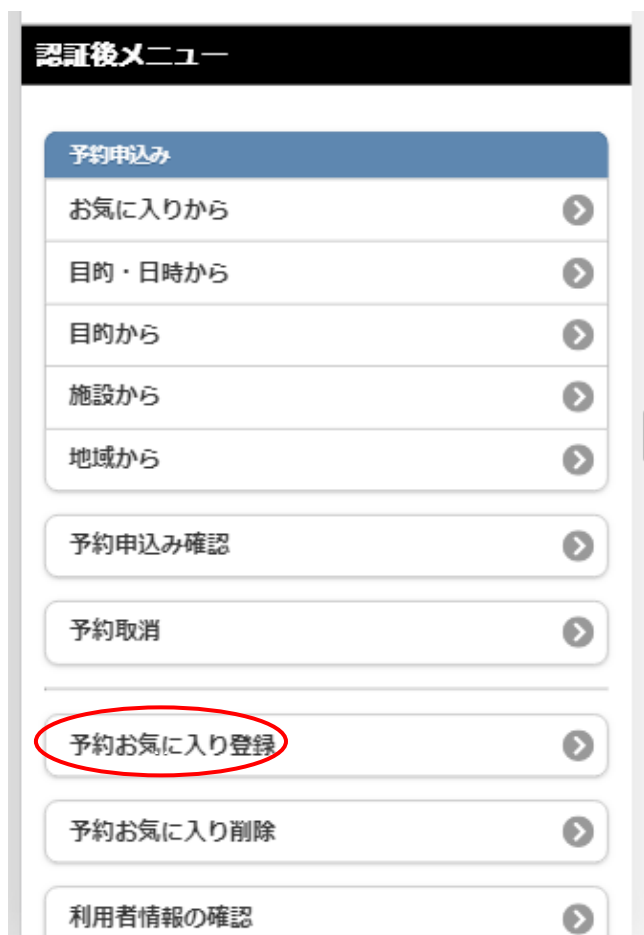 認証後メニュー
予約申込み
お気に入りから
目的・日時から
目的から
施設から
地域から
予約申込み確認
予約取消
予約お気に入り登録
予約お気に入り削除
利用者情報の確認